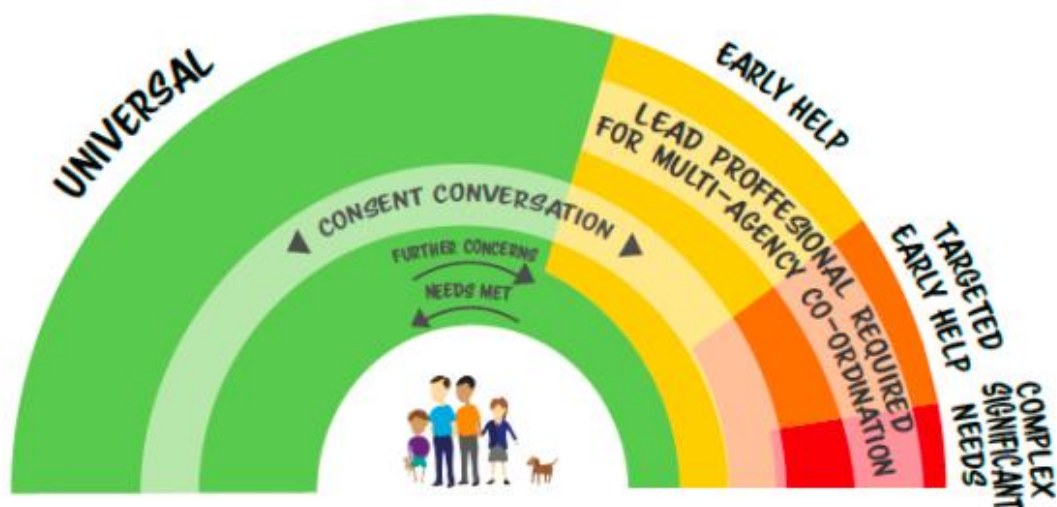 UNIVERSAL
EARLY HELP
LEAD PROFFESIONAL REQUIRED
FOR MULTI-AGENCY CO-ORDINATION
CONSENT CONVERSATION
FURTHER CONCERNS
NEEDS MET
TARGETED
EARLY HELP
COMPLEX
SIGNIFICANT
NEEDS